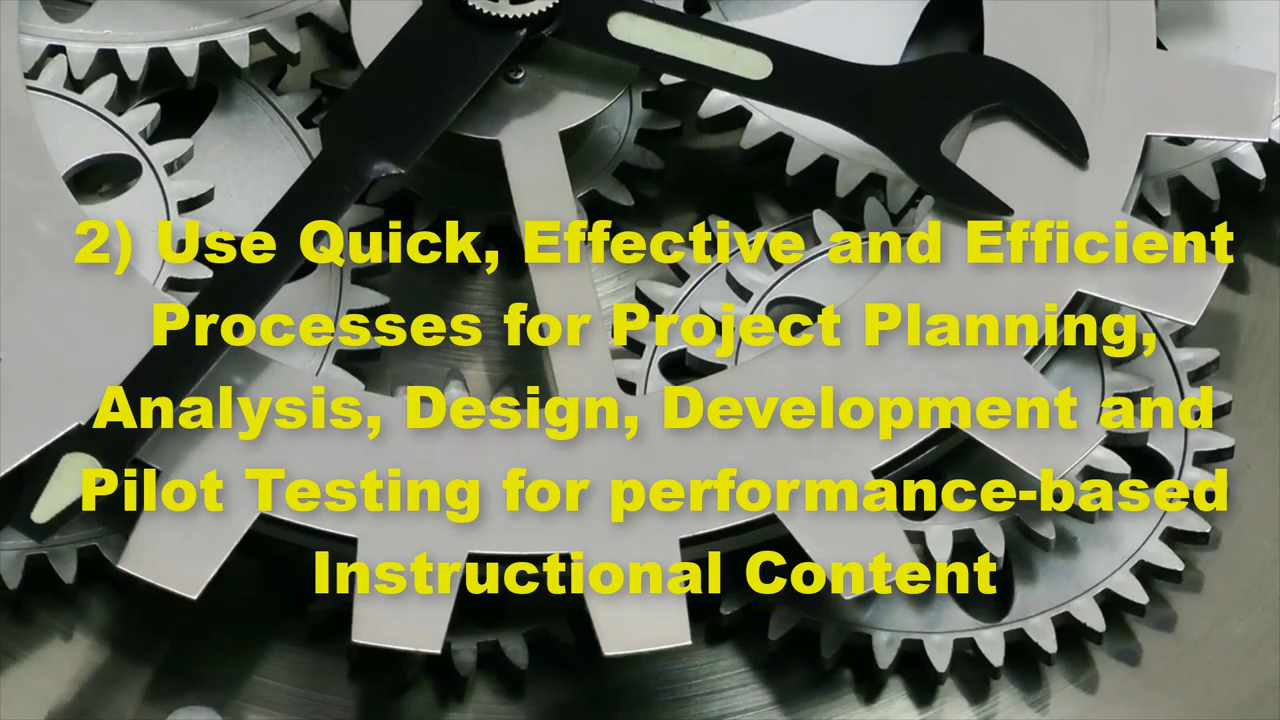 2) Use Quick, Effective and Efficient
Processes for Project Planning,
Analysis, Design, Development and
Pilot Testing for performance-based
Instructional Content